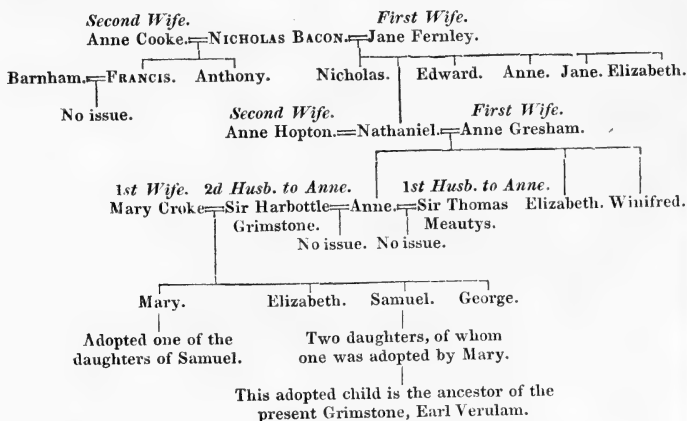 Second Wife. First Wife.
Anne Cooke. NICHOLAS BACON. Jane Fernley.
Barnham. FRANCIS. Anthony. Nicholas. Edward. Anne. Jane. Elizabeth.
No issue.
Second Wife. First Wife.
Anne Hopton. Nathaniel. Anne Gresham.
1st Wife. 2d Husb. to Anne. 1st Husb. to Anne.
Mary Croke Sir Harbottle Anne. Sir Thomas Elizabeth. Winifred.
Grimstone. Meautys.
No issue. No issue.
Mary. Elizabeth. Samuel. George.
Adopted one of the Two daughters, of whom
daughters of Samuel. one was adopted by Mary.
This adopted child is the ancestor of the
present Grimstone, Earl Verulam.